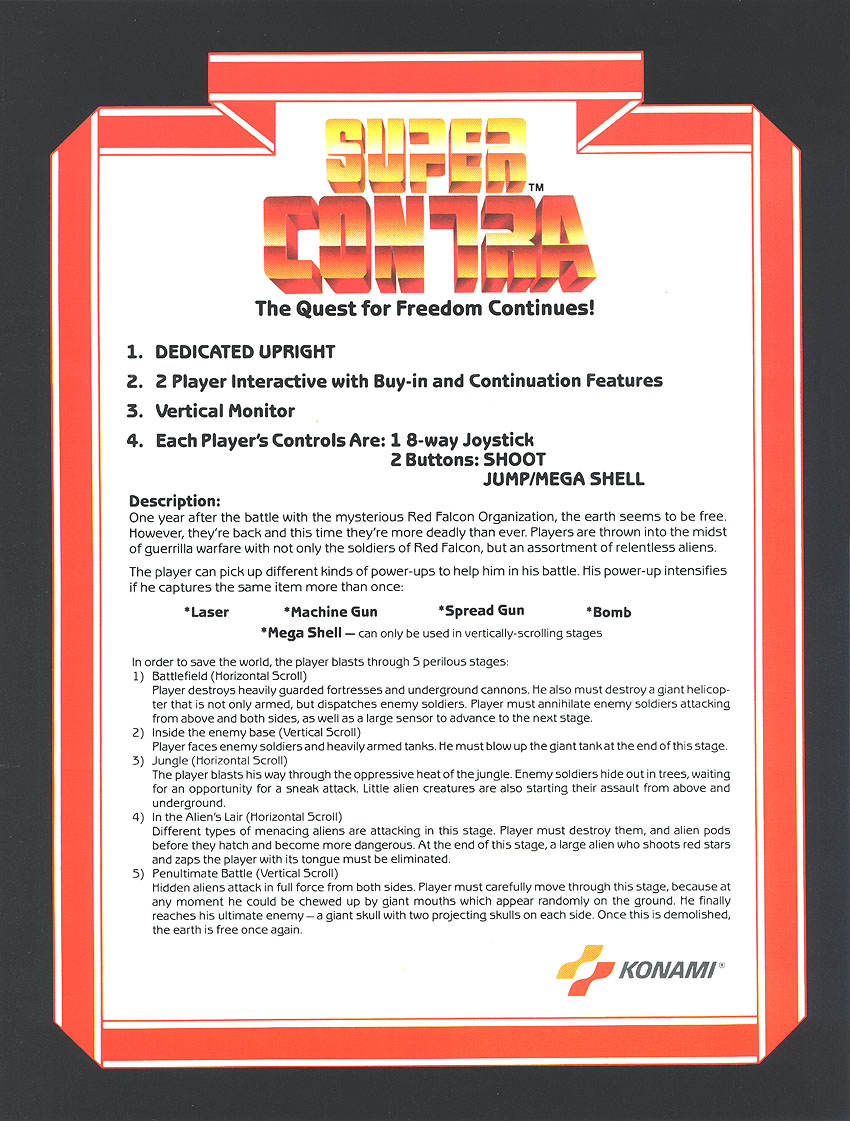 SUPER
CONTRA™
The Quest for Freedom Continues!
1. DEDICATED UPRIGHT
2. 2 Player Interactive with Buy-in and Continuation Features
3. Vertical Monitor
4. Each Player's Controls Are: 1 8-way Joystick
2 Buttons: SHOOT
JUMP/MEGA SHELL
Description:
One year after the battle with the mysterious Red Falcon Organization, the earth seems to be free.
However, they're back and this time they're more deadly than ever. Players are thrown into the midst
of guerrilla warfare with not only the soldiers of Red Falcon, but an assortment of relentless aliens.
The player can pick up different kinds of power-ups to help him in his battle. His power-up intensifies
if he captures the same item more than once:
*Laser *Machine Gun *Spread Gun *Bomb
*Mega Shell — can only be used in vertically-scrolling stages
In order to save the world, the player blasts through 5 perilous stages:
1) Battlefield (Horizontal Scroll)
Player destroys heavily guarded fortresses and underground cannons. He also must destroy a giant helicop-
ter that is not only armed, but dispatches enemy soldiers. Player must annihilate enemy soldiers attacking
from above and both sides, as well as a large sensor to advance to the next stage.
2) Inside the enemy base (Vertical Scroll)
Player faces enemy soldiers and heavily armed tanks. He must blow up the giant tank at the end of this stage.
3) Jungle (Horizontal Scroll)
The player blasts his way through the oppressive heat of the jungle. Enemy soldiers hide out in trees, waiting
for an opportunity for a sneak attack. Little alien creatures are also starting their assault from above and
underground.
4) In the Alien's Lair (Horizontal Scroll)
Different types of menacing aliens are attacking in this stage. Player must destroy them, and alien pods
before they hatch and become more dangerous. At the end of this stage, a large alien who shoots red stars
and zaps the player with its tongue must be eliminated.
5) Penultimate Battle (Vertical Scroll)
Hidden aliens attack in full force from both sides. Player must carefully move through this stage, because at
any moment he could be chewed up by giant mouths which appear randomly on the ground. He finally
reaches his ultimate enemy — a giant skull with two projecting skulls on each side. Once this is demolished,
the earth is free once again.
KONAMI®